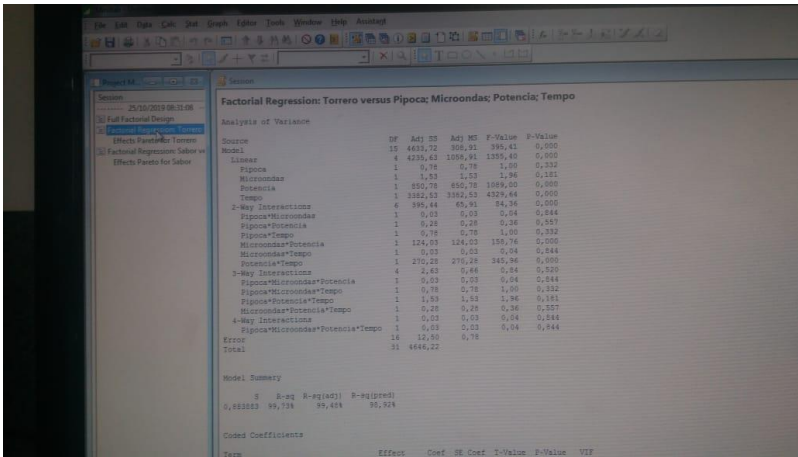 File Edit Data Calc Stat Graph Editor Tools Window Help Assistant
Session
Session
25/10/2019 08:31:06
Full Factorial Design
Factorial Regression: Torrero
Effects Pareto for Torrero
Factorial Regression: Sabor ve
Effects Pareto for Sabor
Factorial Regression: Torrero versus Pipoca; Microondas; Potencia; Tempo
Analysis of Variance
Source DF Adj SS Adj MS F-Value P-Value
Model 15 4633,72 308,91 395,41 0,000
Linear 4 4235,63 1058,91 1355,40 0,000
Pipoca 1 0,78 0,78 1,00 0,332
Microondas 1 1,53 1,53 1,96 0,181
Potencia 1 850,78 850,78 1089,00 0,000
Tempo 1 3382,53 3382,53 4329,64 0,000
2-Way Interactions 6 395,44 65,91 84,36 0,000
Pipoca*Microondas 1 0,03 0,03 0,04 0,844
Pipoca*Potencia 1 0,28 0,28 0,36 0,557
Pipoca*Tempo 1 0,78 0,78 1,00 0,332
Microondas*Potencia 1 124,03 124,03 158,76 0,000
Microondas*Tempo 1 0,03 0,03 0,04 0,844
Potencia*Tempo 1 270,28 270,28 345,96 0,000
3-Way Interactions 4 2,63 0,66 0,84 0,520
Pipoca*Microondas*Potencia 1 0,03 0,03 0,04 0,844
Pipoca*Microondas*Tempo 1 0,78 0,78 1,00 0,332
Pipoca*Potencia*Tempo 1 1,53 1,53 1,96 0,181
Microondas*Potencia*Tempo 1 0,28 0,28 0,36 0,557
4-Way Interactions 1 0,03 0,03 0,04 0,844
Pipoca*Microondas*Potencia*Tempo 1 0,03 0,03 0,04 0,844
Error 16 12,50 0,78
Total 31 4646,22
Model Summary
S R-sq R-sq(adj) R-sq(pred)
0,883883 99,73% 99,48% 98,92%
Coded Coefficients
Term Effect Coef SE Coef T-Value P-Value VIF